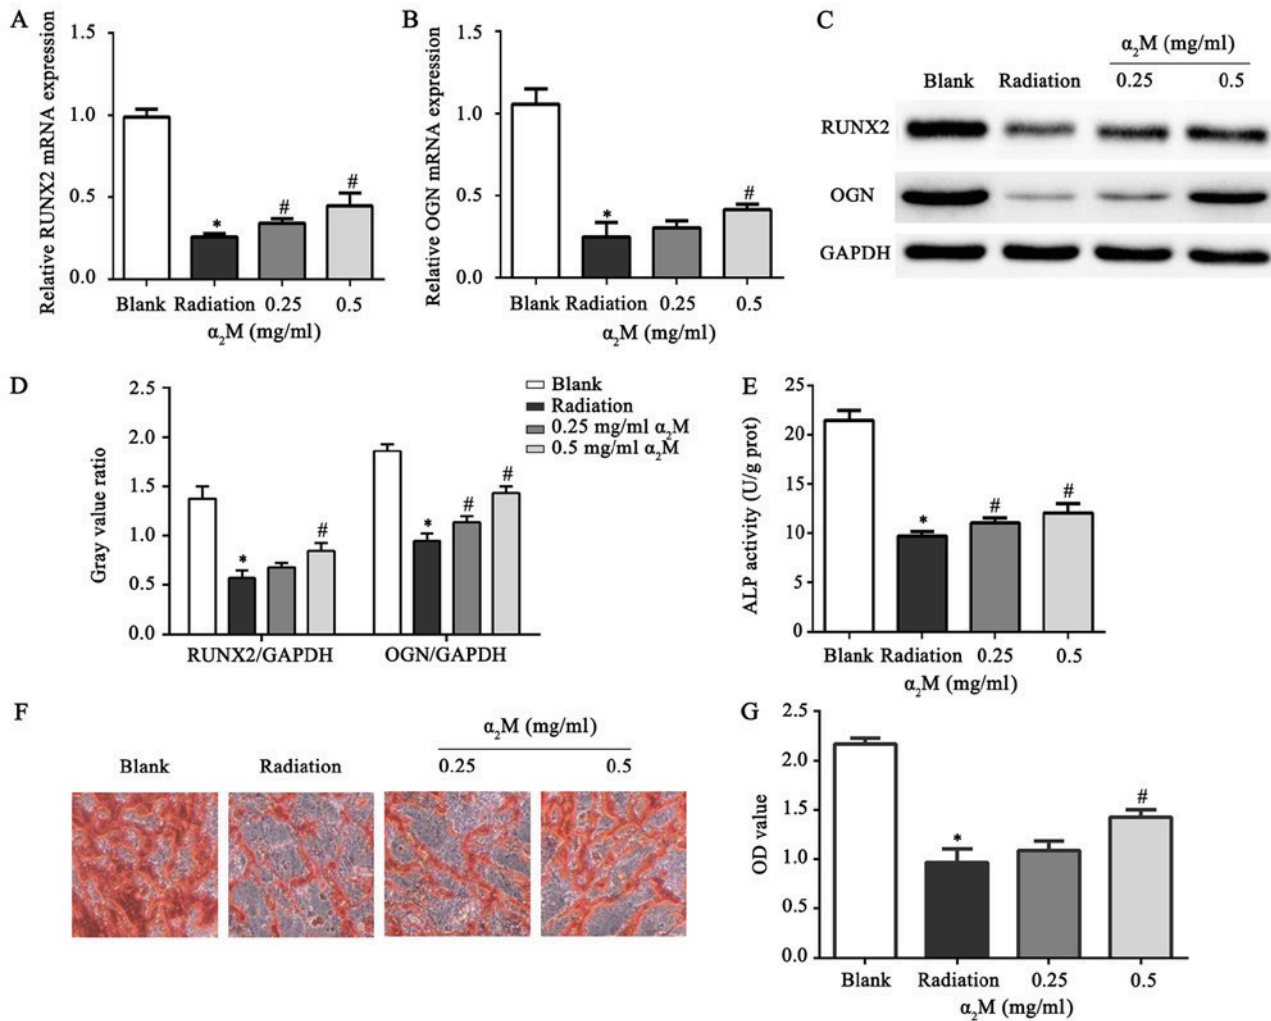 A
Relative RUNX2 mRNA expression
1.0
0.5
0.0
*
#
#
Blank Radiation 0.25 0.5
α₂M (mg/ml)
B
Relative OGN mRNA expression
1.5
1.0
0.5
0.0
*
#
Blank Radiation 0.25 0.5
α₂M (mg/ml)
C
α₂M (mg/ml)
Blank Radiation 0.25 0.5
RUNX2
OGN
GAPDH
D
Gray value ratio
2.5
2.0
1.5
1.0
0.5
0.0
*
#
*
#
#
RUNX2/GAPDH OGN/GAPDH
Blank
Radiation
0.25 mg/ml α₂M
0.5 mg/ml α₂M
E
ALP activity (U/g prot)
25
20
15
10
5
0
*
#
#
Blank Radiation 0.25 0.5
α₂M (mg/ml)
F
α₂M (mg/ml)
Blank Radiation 0.25 0.5
G
OD value
2.5
2.0
1.5
1.0
0.5
0.0
*
#
Blank Radiation 0.25 0.5
α₂M (mg/ml)